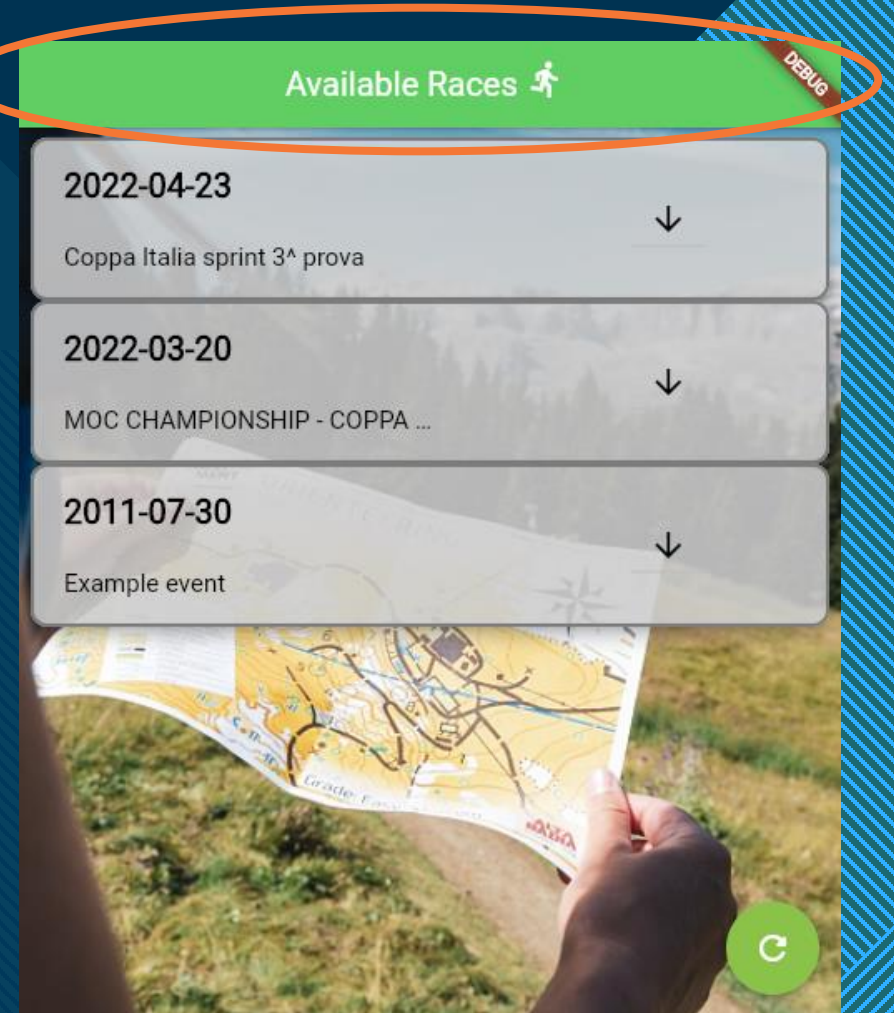 Available Races
DEBUG
2022-04-23
Coppa Italia sprint 3^ prova
2022-03-20
MOC CHAMPIONSHIP - COPPA ...
2011-07-30
Example event